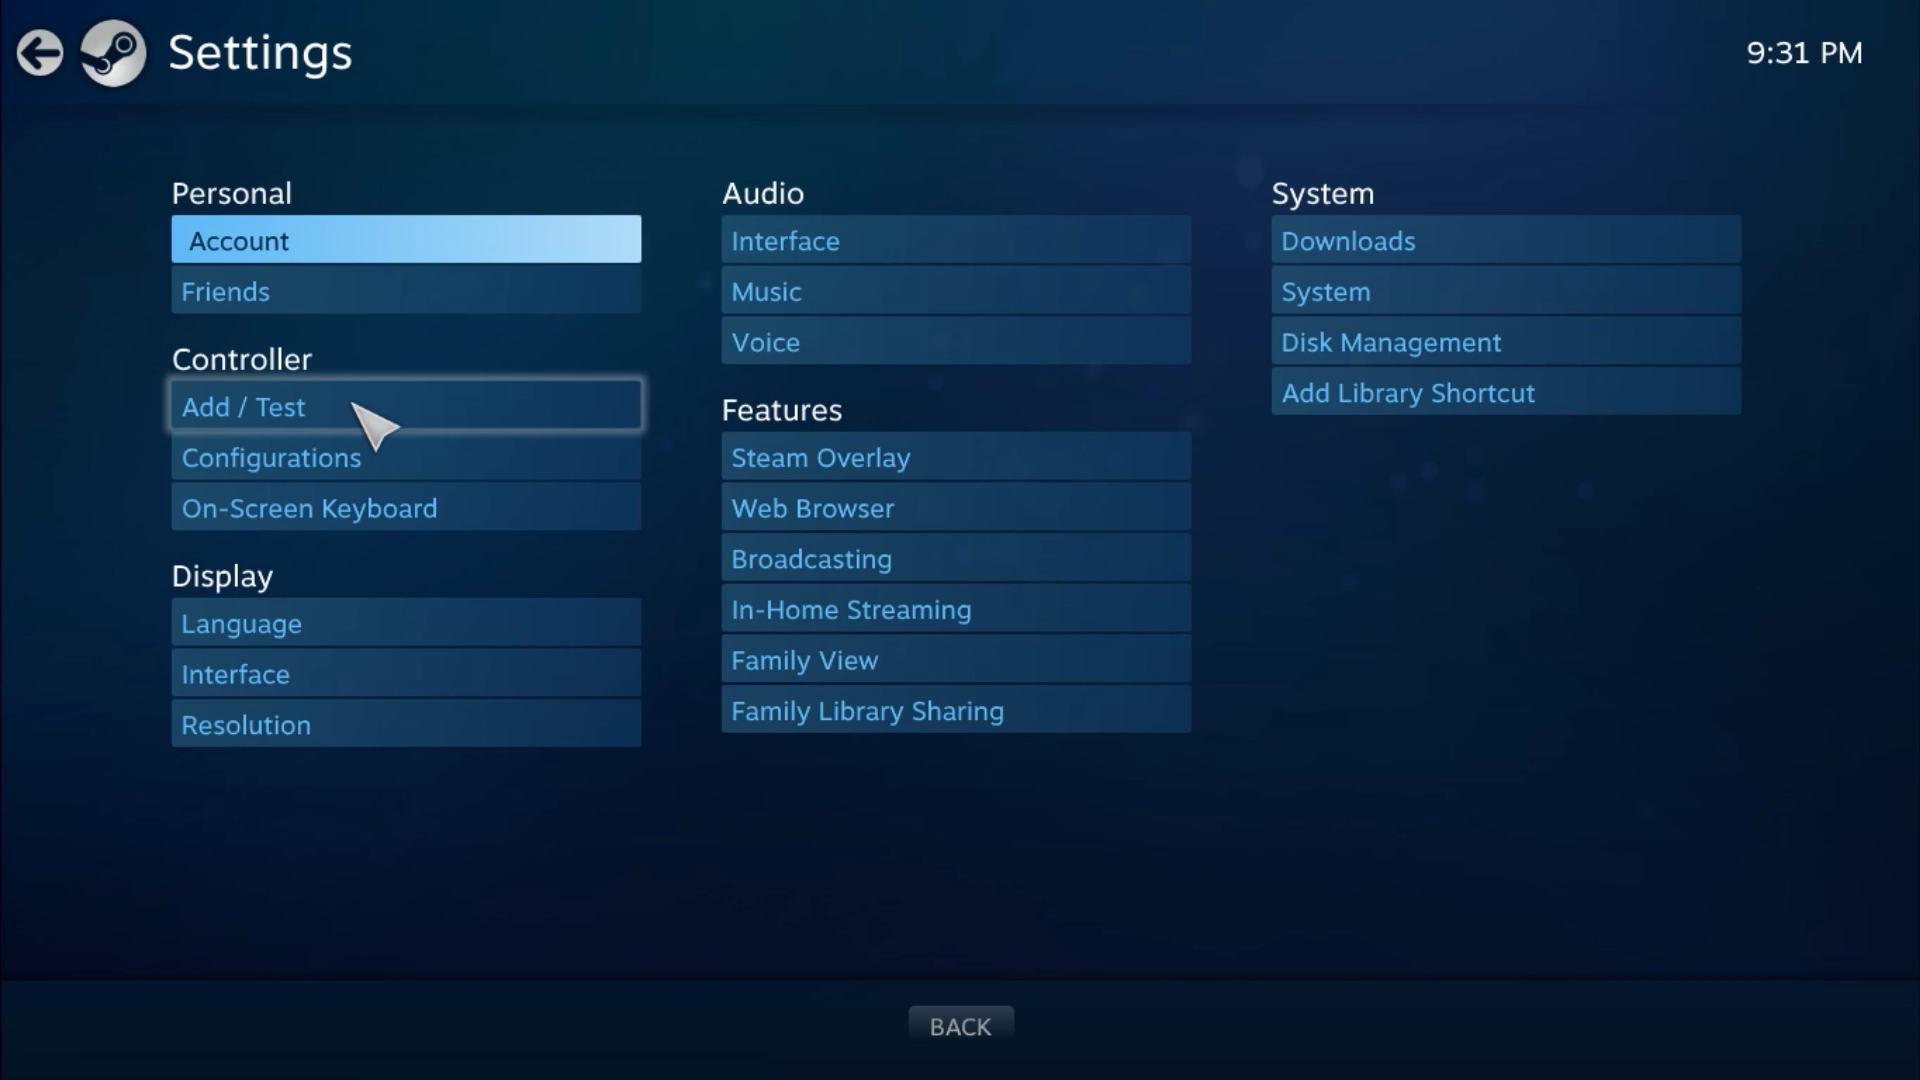 Settings
9:31 PM
Personal
Account
Friends
Controller
Add / Test
Configurations
On-Screen Keyboard
Display
Language
Interface
Resolution
Audio
Interface
Music
Voice
Features
Steam Overlay
Web Browser
Broadcasting
In-Home Streaming
Family View
Family Library Sharing
System
Downloads
System
Disk Management
Add Library Shortcut
BACK